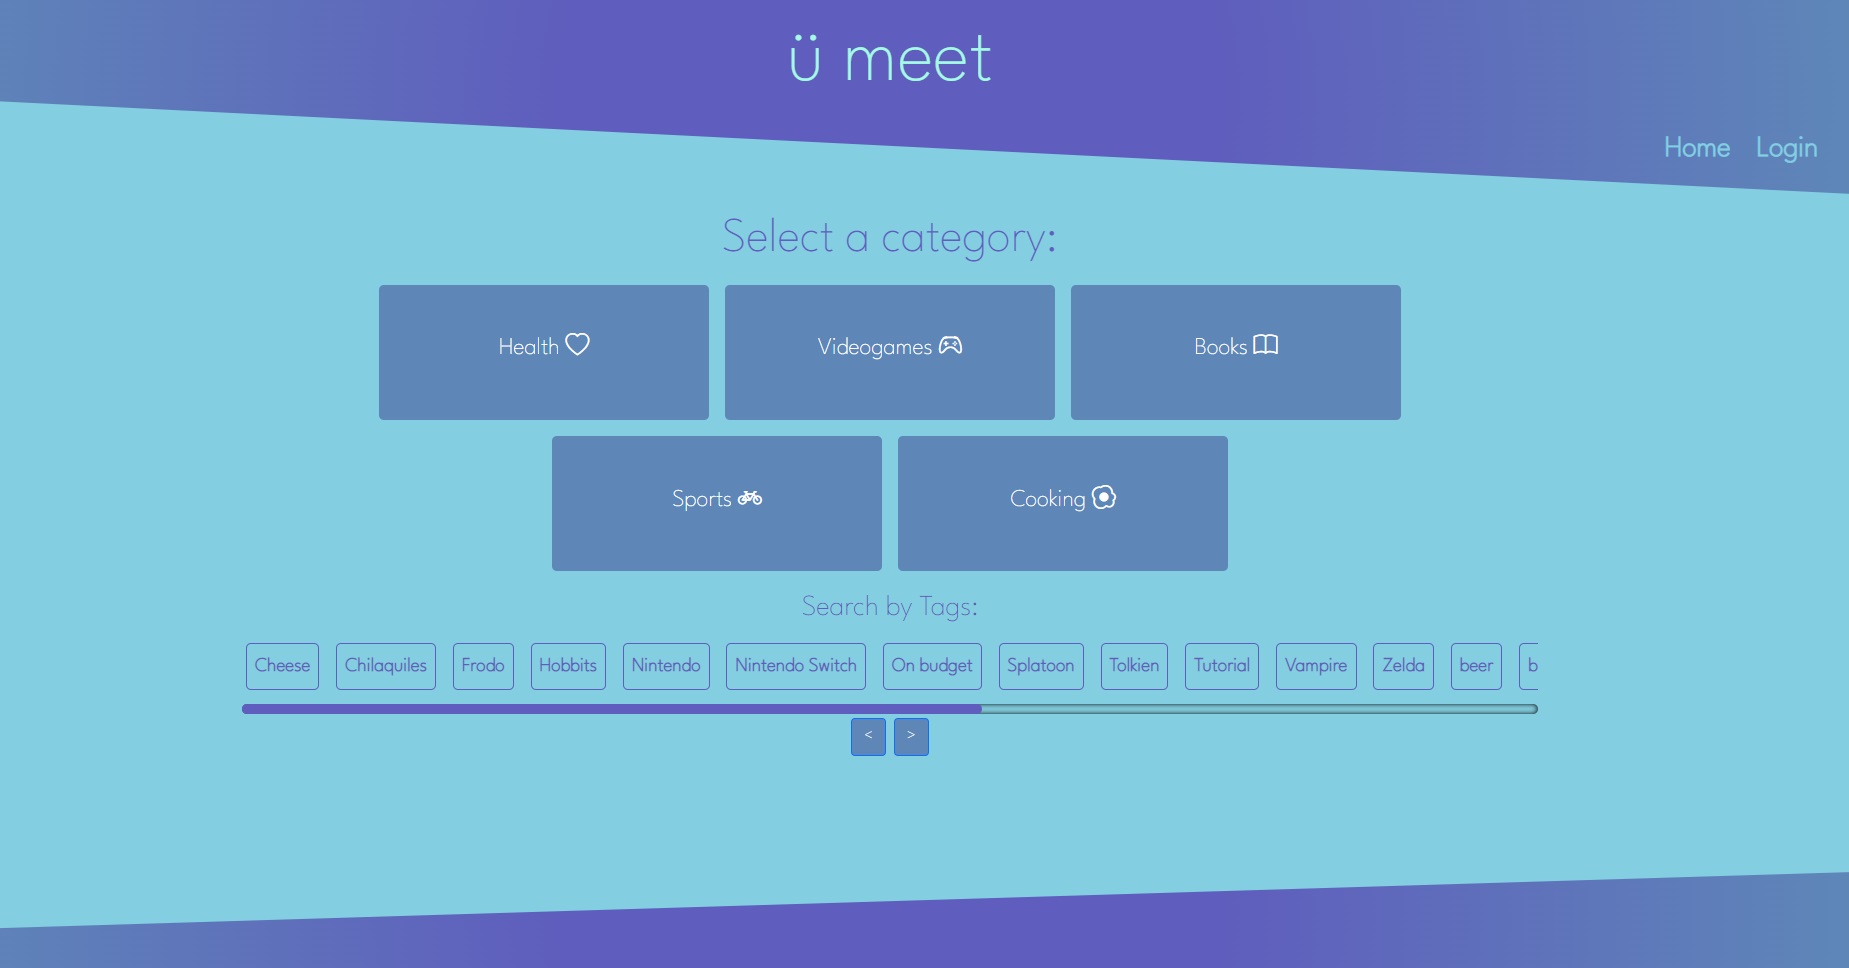 ü meet
Home Login
Select a category:
Health Videogames Books
Sports Cooking
Search by Tags:
Cheese Chilaquiles Frodo Hobbits Nintendo Nintendo Switch On budget Splatoon Tolkien Tutorial Vampire Zelda beer b
< >